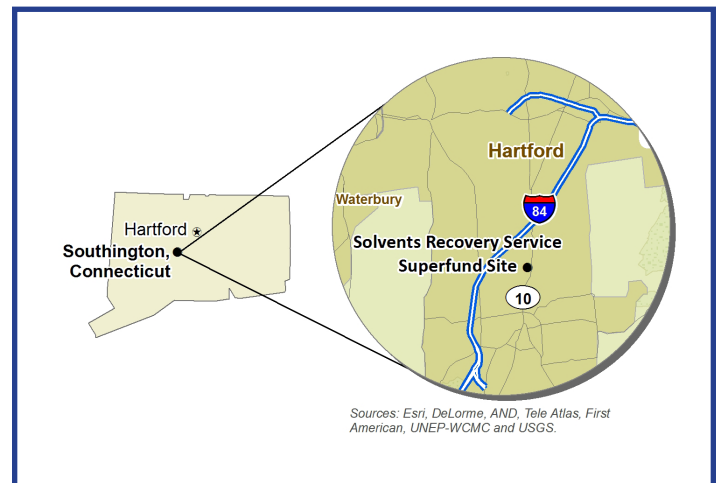 Hartford
Southington,
Connecticut
Hartford
Waterbury
84
Solvents Recovery Service
Superfund Site
10
Sources: Esri, DeLorme, AND, Tele Atlas, First
American, UNEP-WCMC and USGS.